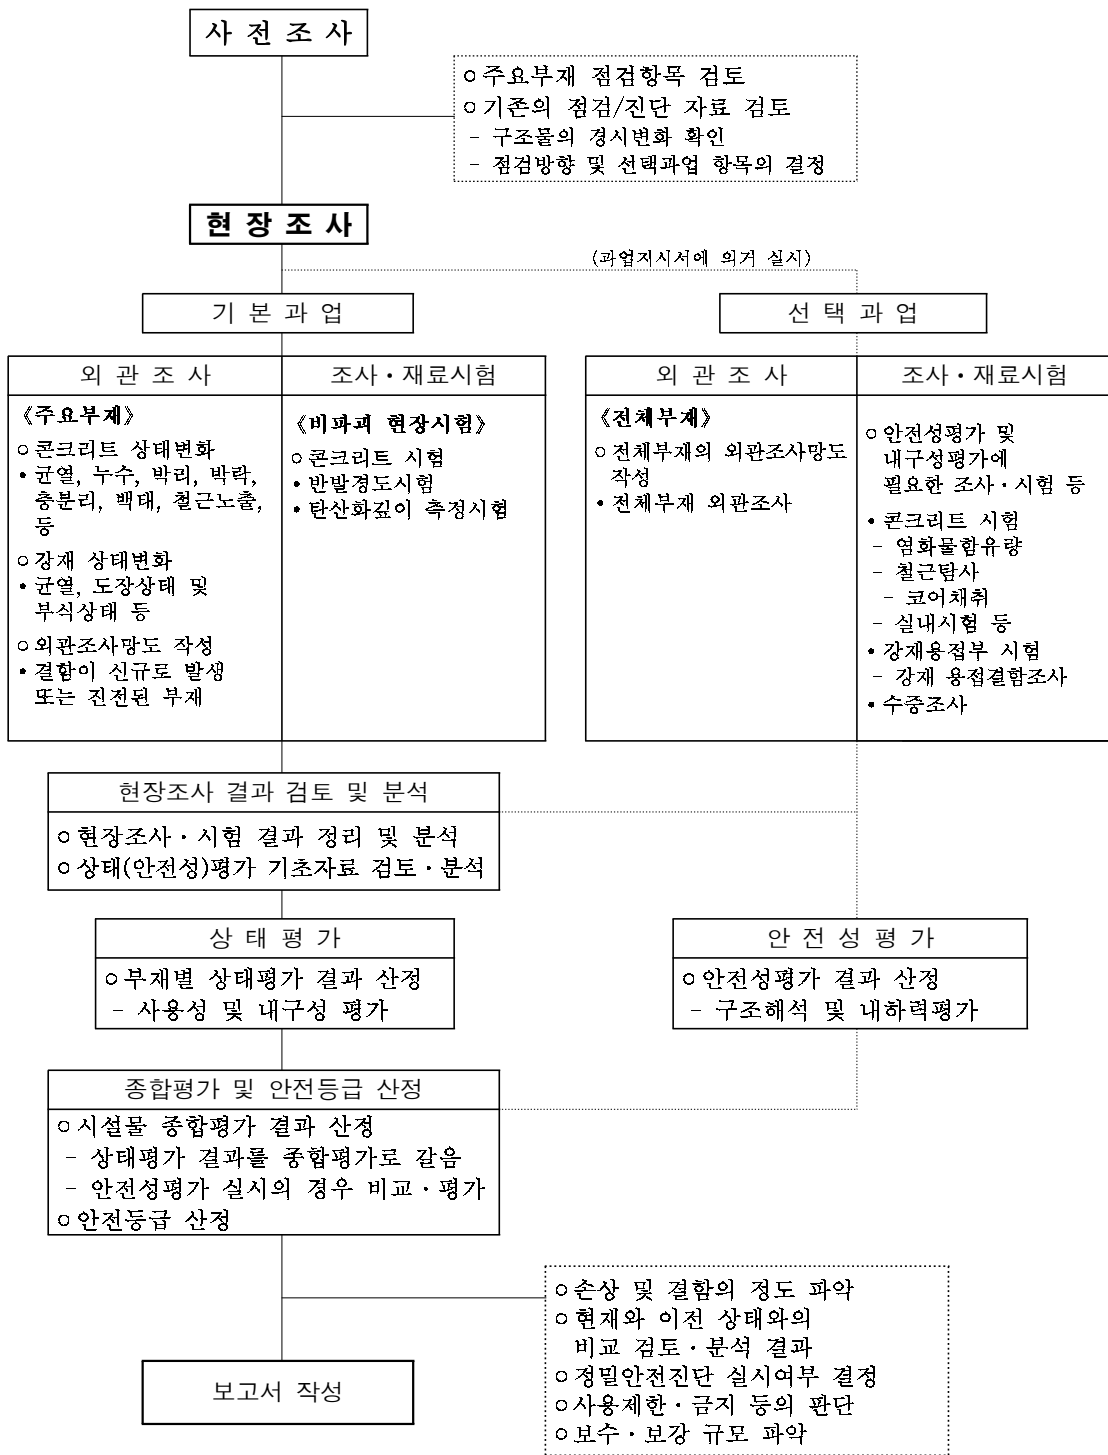 사 전 조 사
○ 주요부재 점검항목 검토
○ 기존의 점검/진단 자료 검토
- 구조물의 경시변화 확인
- 점검방향 및 선택과업 항목의 결정
현 장 조 사
(과업지시서에 의거 실시)
기 본 과 업
선 택 과 업
외 관 조 사
조사・재료시험
《주요부재》
○ 콘크리트 상태변화
• 균열, 누수, 박리, 박락,
층분리, 백태, 철근노출,
등
○ 강재 상태변화
• 균열, 도장상태 및
부식상태 등
○ 외관조사망도 작성
• 결함이 신규로 발생
또는 진전된 부재
《비파괴 현장시험》
○ 콘크리트 시험
• 반발경도시험
• 탄산화깊이 측정시험
외 관 조 사
조사・재료시험
《전체부재》
○ 전체부재의 외관조사망도
작성
• 전체부재 외관조사
○ 안전성평가 및
내구성평가에
필요한 조사・시험 등
• 콘크리트 시험
- 염화물함유량
- 철근탐사
- 코어채취
- 실내시험 등
• 강재용접부 시험
- 강재 용접결함조사
• 수중조사
현장조사 결과 검토 및 분석
○ 현장조사・시험 결과 정리 및 분석
○ 상태(안전성)평가 기초자료 검토・분석
상 태 평 가
○ 부재별 상태평가 결과 산정
- 사용성 및 내구성 평가
안 전 성 평 가
○ 안전성평가 결과 산정
- 구조해석 및 내하력평가
종합평가 및 안전등급 산정
○ 시설물 종합평가 결과 산정
- 상태평가 결과를 종합평가로 갈음
- 안전성평가 실시의 경우 비교・평가
○ 안전등급 산정
○ 손상 및 결함의 정도 파악
○ 현재와 이전 상태와의
비교 검토・분석 결과
○ 정밀안전진단 실시여부 결정
○ 사용제한・금지 등의 판단
○ 보수・보강 규모 파악
보고서 작성